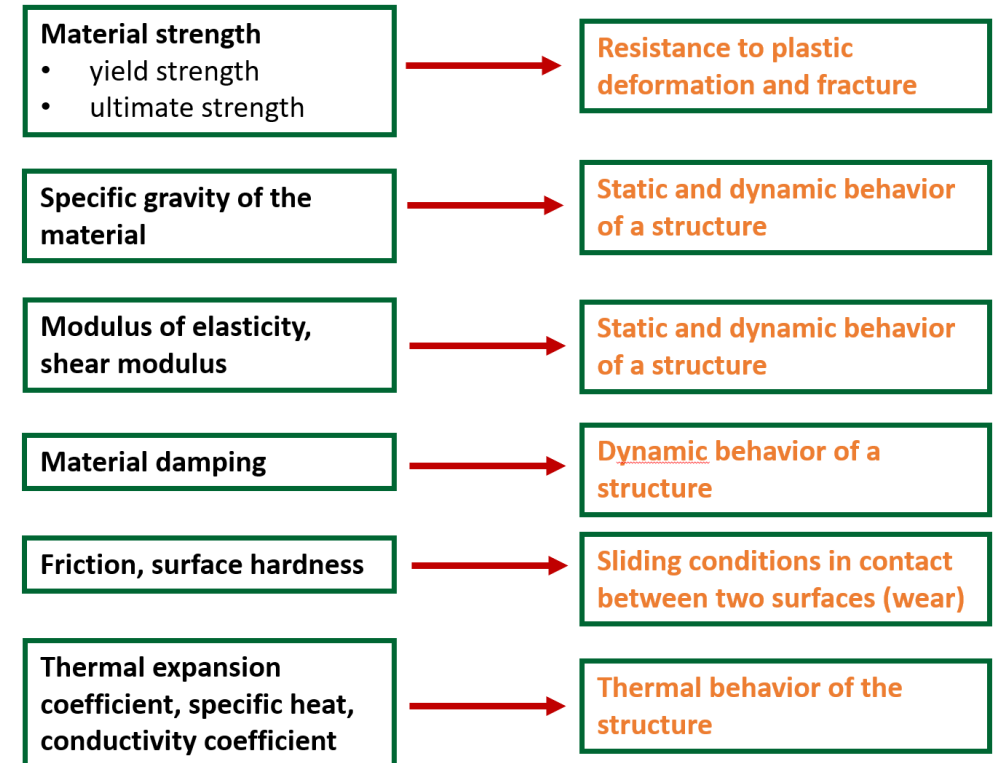 Material strength
• yield strength
• ultimate strength
Resistance to plastic
deformation and fracture
Specific gravity of the
material
Static and dynamic behavior
of a structure
Modulus of elasticity,
shear modulus
Static and dynamic behavior
of a structure
Material damping
Dynamic behavior of a
structure
Friction, surface hardness
Sliding conditions in contact
between two surfaces (wear)
Thermal expansion
coefficient, specific heat,
conductivity coefficient
Thermal behavior of the
structure